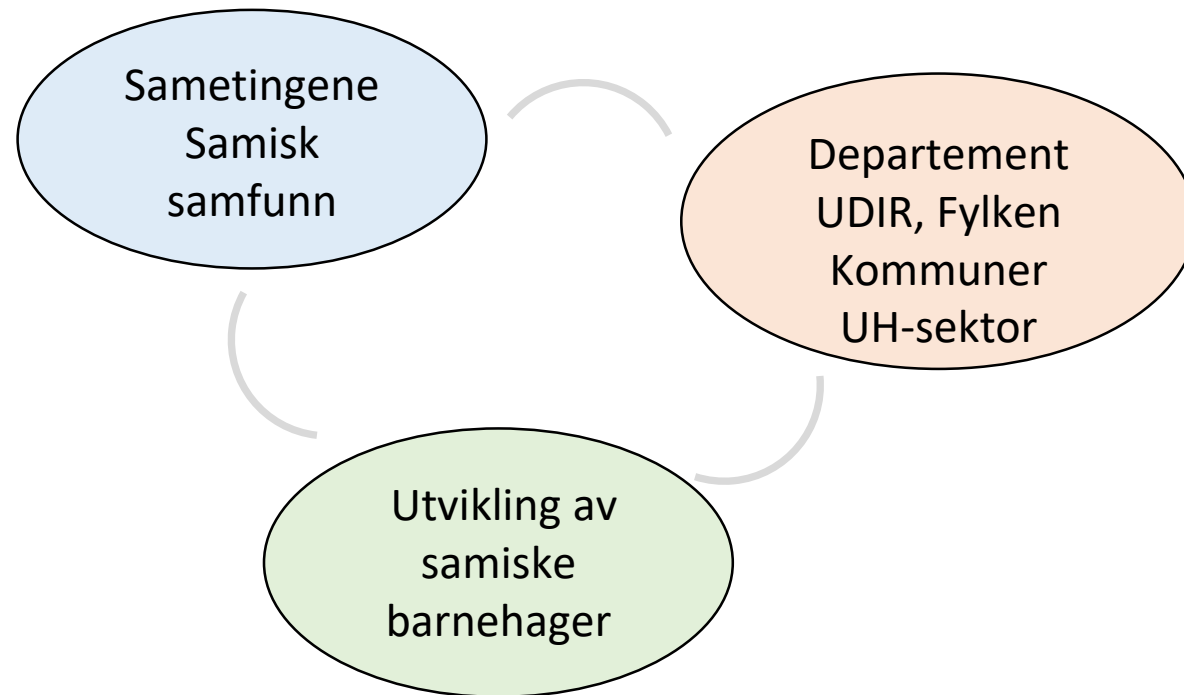 Sametingene
Samisk
samfunn
Departement
UDIR, Fylken
Kommuner
UH-sektor
Utvikling av
samiske
barnehager